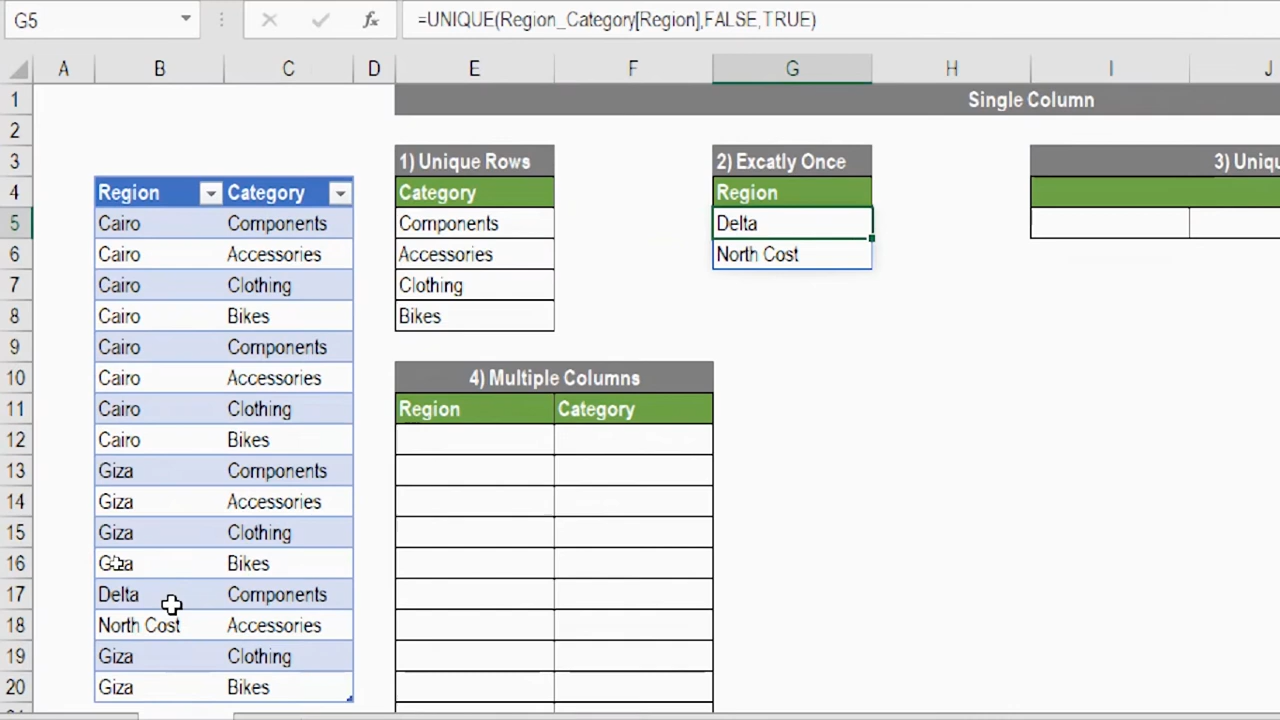 G5 fx =UNIQUE(Region_Category[Region],FALSE,TRUE)
A B C D E F G H I J
1 Single Column
2
3 1) Unique Rows 2) Excatly Once 3) Uniqu
4 Region Category Category Region
5 Cairo Components Components Delta
6 Cairo Accessories Accessories North Cost
7 Cairo Clothing Clothing
8 Cairo Bikes Bikes
9 Cairo Components
10 Cairo Accessories 4) Multiple Columns
11 Cairo Clothing Region Category
12 Cairo Bikes
13 Giza Components
14 Giza Accessories
15 Giza Clothing
16 Giza Bikes
17 Delta Components
18 North Cost Accessories
19 Giza Clothing
20 Giza Bikes